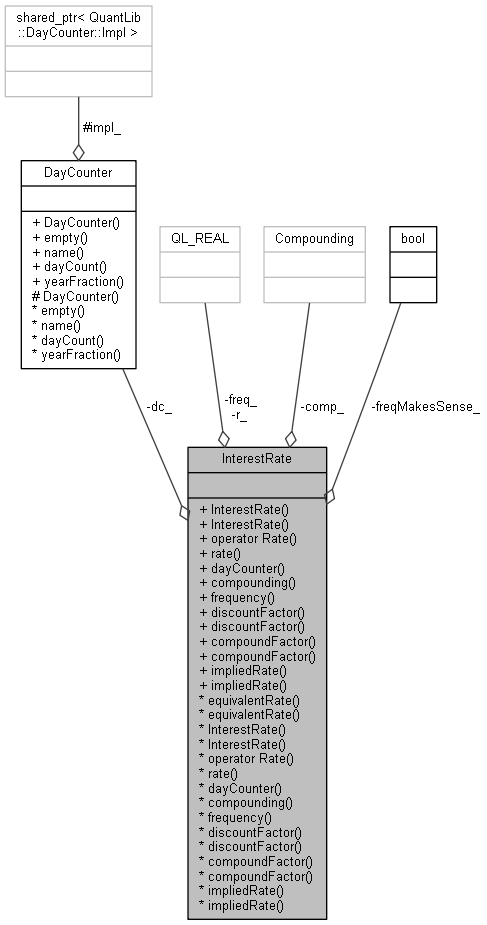 shared_ptr< QuantLib
::DayCounter::Impl >
#impl_
DayCounter
+ DayCounter()
+ empty()
+ name()
+ dayCount()
+ yearFraction()
# DayCounter()
* empty()
* name()
* dayCount()
* yearFraction()
QL_REAL
Compounding
bool
-dc_
-freq_
-r_
-comp_
-freqMakesSense_
InterestRate
+ InterestRate()
+ InterestRate()
+ operator Rate()
+ rate()
+ dayCounter()
+ compounding()
+ frequency()
+ discountFactor()
+ discountFactor()
+ compoundFactor()
+ compoundFactor()
+ impliedRate()
+ impliedRate()
* equivalentRate()
* equivalentRate()
* InterestRate()
* InterestRate()
* operator Rate()
* rate()
* dayCounter()
* compounding()
* frequency()
* discountFactor()
* discountFactor()
* compoundFactor()
* compoundFactor()
* impliedRate()
* impliedRate()